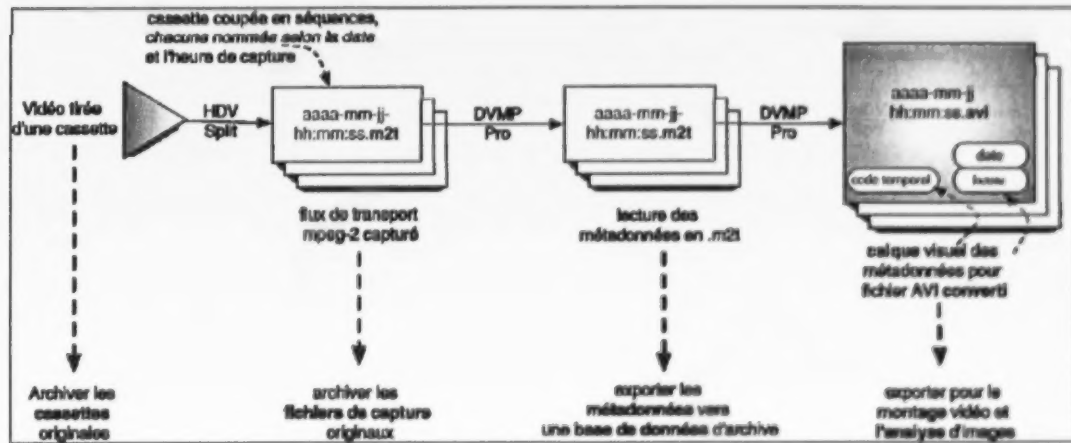 cassette coupée en séquences,
chacune nommée selon la date
et l'heure de capture
Vidéo tirée
d'une cassette
HDV
Split
aaaa-mm-jj-
hh:mm:ss.m2t
DVMP
Pro
aaaa-mm-jj-
hh:mm:ss.m2t
DVMP
Pro
aaaa-mm-jj
hh:mm:ss.avi
date
heure
code temporel
flux de transport
mpeg-2 capturé
lecture des
métadonnées en .m2t
calque visuel des
métadonnées pour
fichier AVI converti
Archiver les
cassettes
originales
archiver les
fichiers de capture
originaux
exporter les
métadonnées vers
une base de données d'archive
exporter pour le
montage vidéo et
l'analyse d'images